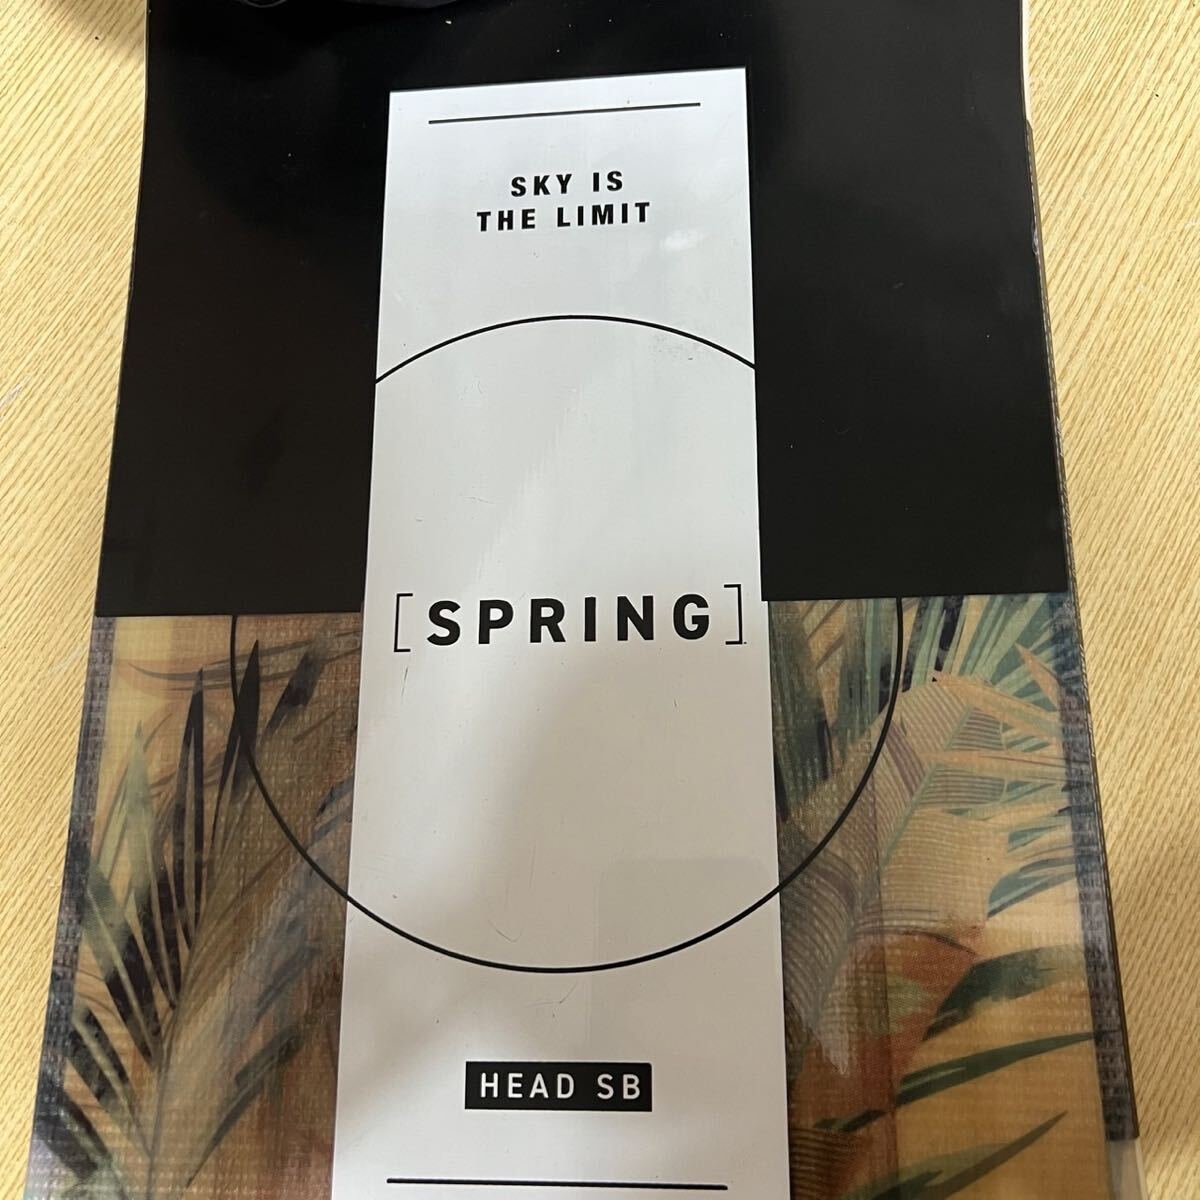 SKY IS
THE LIMIT
[SPRING]
HEAD SB